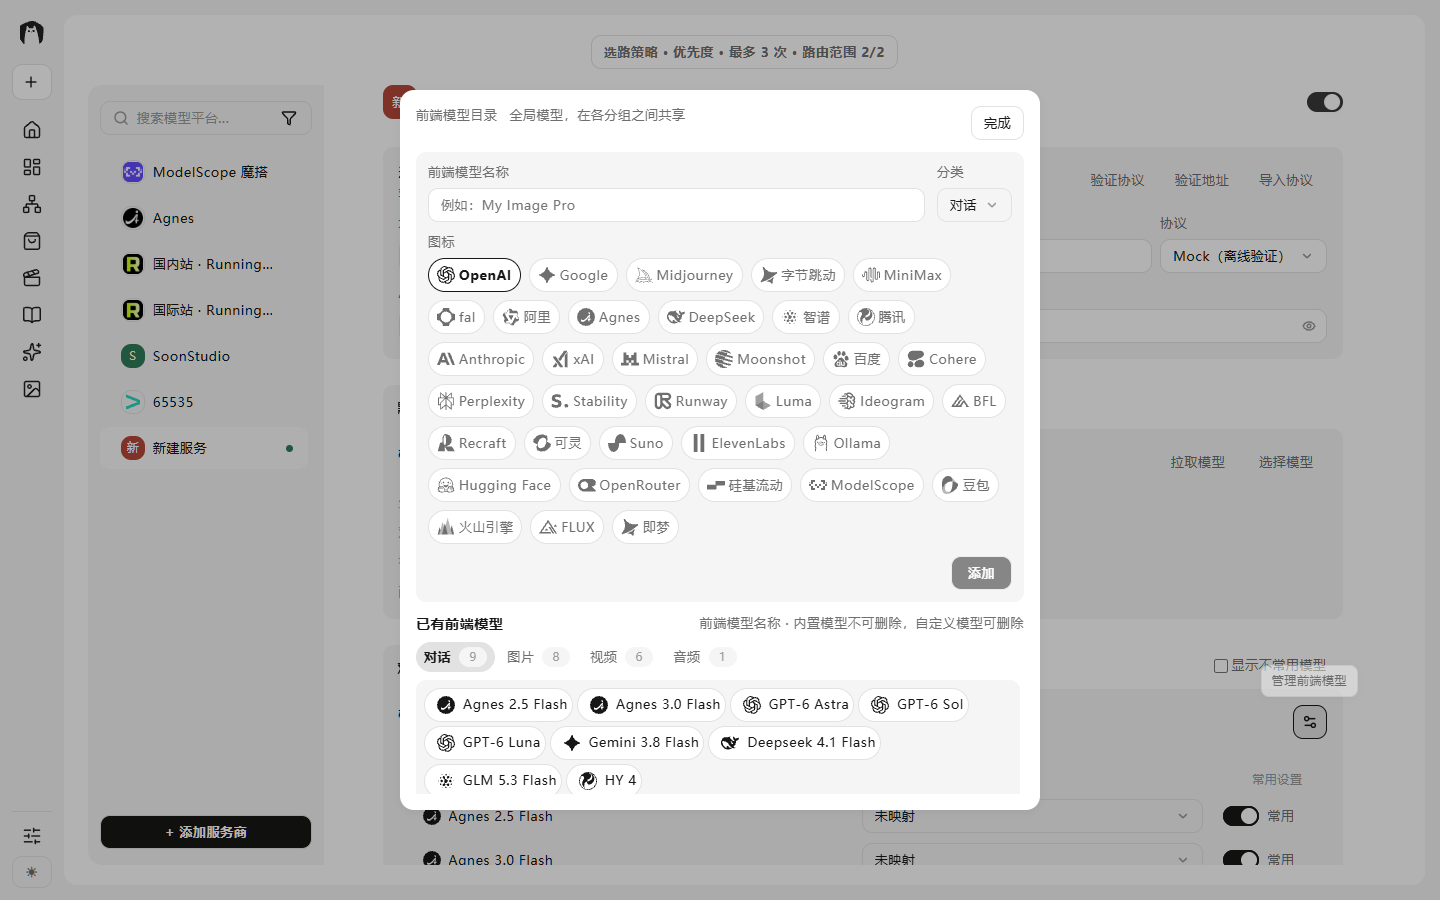 选路策略 • 优先度 • 最多 3 次 • 路由范围 2/2
搜索模型平台...
ModelScope 魔搭
Agnes
国内站 · Running...
国际站 · Running...
S SoonStudio
65535
新 新建服务
+ 添加服务商
前端模型目录 全局模型，在各分组之间共享
完成
前端模型名称
分类
例如：My Image Pro
对话
图标
OpenAI
Google
Midjourney
字节跳动
MiniMax
fal
阿里
Agnes
DeepSeek
智谱
腾讯
Anthropic
xAI
Mistral
Moonshot
百度
Cohere
Perplexity
Stability
Runway
Luma
Ideogram
BFL
Recraft
可灵
Suno
ElevenLabs
Ollama
Hugging Face
OpenRouter
硅基流动
ModelScope
豆包
火山引擎
FLUX
即梦
添加
已有前端模型
前端模型名称 · 内置模型不可删除，自定义模型可删除
对话 9
图片 8
视频 6
音频 1
Agnes 2.5 Flash
Agnes 3.0 Flash
GPT-6 Astra
GPT-6 Sol
GPT-6 Luna
Gemini 3.8 Flash
Deepseek 4.1 Flash
GLM 5.3 Flash
HY 4
验证协议
验证地址
导入协议
协议
Mock（离线验证）
拉取模型
选择模型
显示不常用模型
管理前端模型
常用设置
Agnes 2.5 Flash
未映射
常用
Agnes 3.0 Flash
未映射
常用